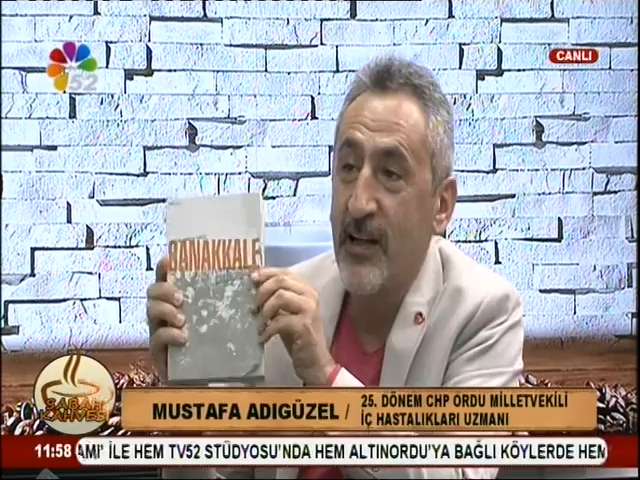 CANLI
52
ÇANAKKALE
SABAH
KAHVESİ
MUSTAFA ADIGÜZEL /
25. DÖNEM CHP ORDU MİLLETVEKİLİ
İÇ HASTALIKLARI UZMANI
11:58 AMI' İLE HEM TV52 STÜDYOSU'NDA HEM ALTINORDU'YA BAĞLI KÖYLERDE HEM